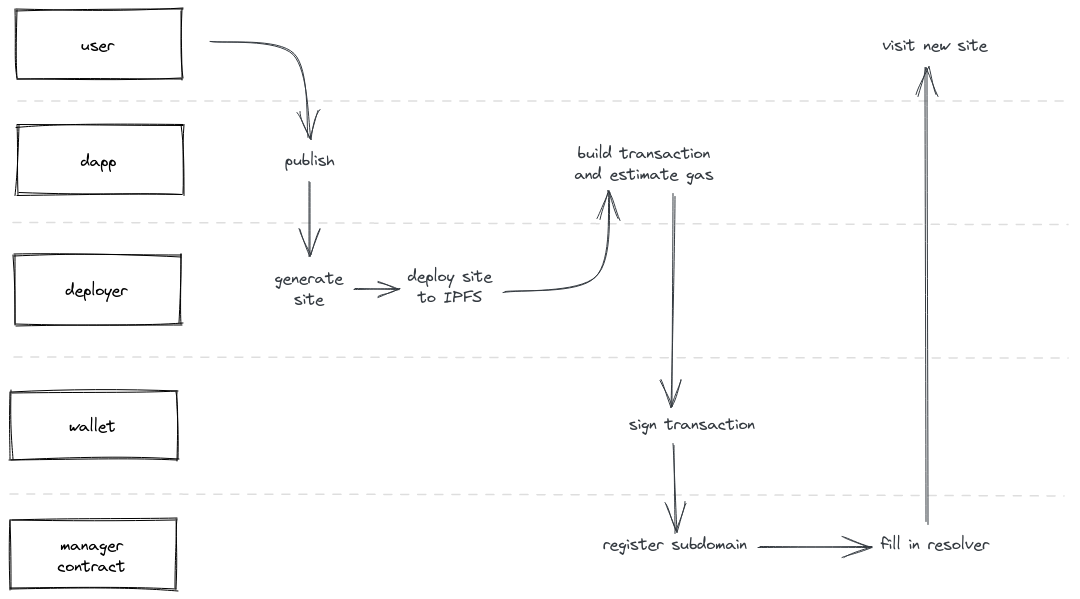 user
visit new site
dapp
publish
build transaction
and estimate gas
deployer
generate
site
deploy site
to IPFS
wallet
sign transaction
manager
contract
register subdomain
fill in resolver